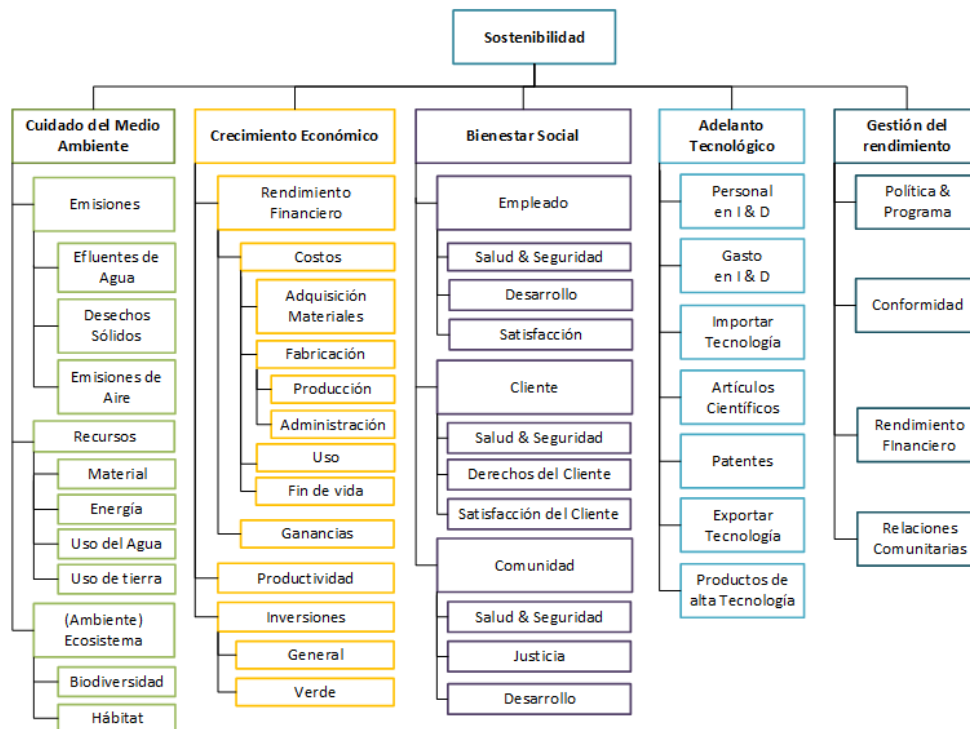 Sostenibilidad
Cuidado del Medio
Ambiente
Emisiones
Efluentes de
Agua
Desechos
Sólidos
Emisiones de
Aire
Recursos
Material
Energía
Uso del Agua
Uso de tierra
(Ambiente)
Ecosistema
Biodiversidad
Hábitat
Crecimiento Económico
Rendimiento
Financiero
Costos
Adquisición
Materiales
Fabricación
Producción
Administración
Uso
Fin de vida
Ganancias
Productividad
Inversiones
General
Verde
Bienestar Social
Empleado
Salud & Seguridad
Desarrollo
Satisfacción
Cliente
Salud & Seguridad
Derechos del Cliente
Satisfacción del Cliente
Comunidad
Salud & Seguridad
Justicia
Desarrollo
Adelanto
Tecnológico
Personal
en I & D
Gasto
en I & D
Importar
Tecnología
Artículos
Científicos
Patentes
Exportar
Tecnología
Productos de
alta Tecnología
Gestión del
rendimiento
Política &
Programa
Conformidad
Rendimiento
FInanciero
Relaciones
Comunitarias